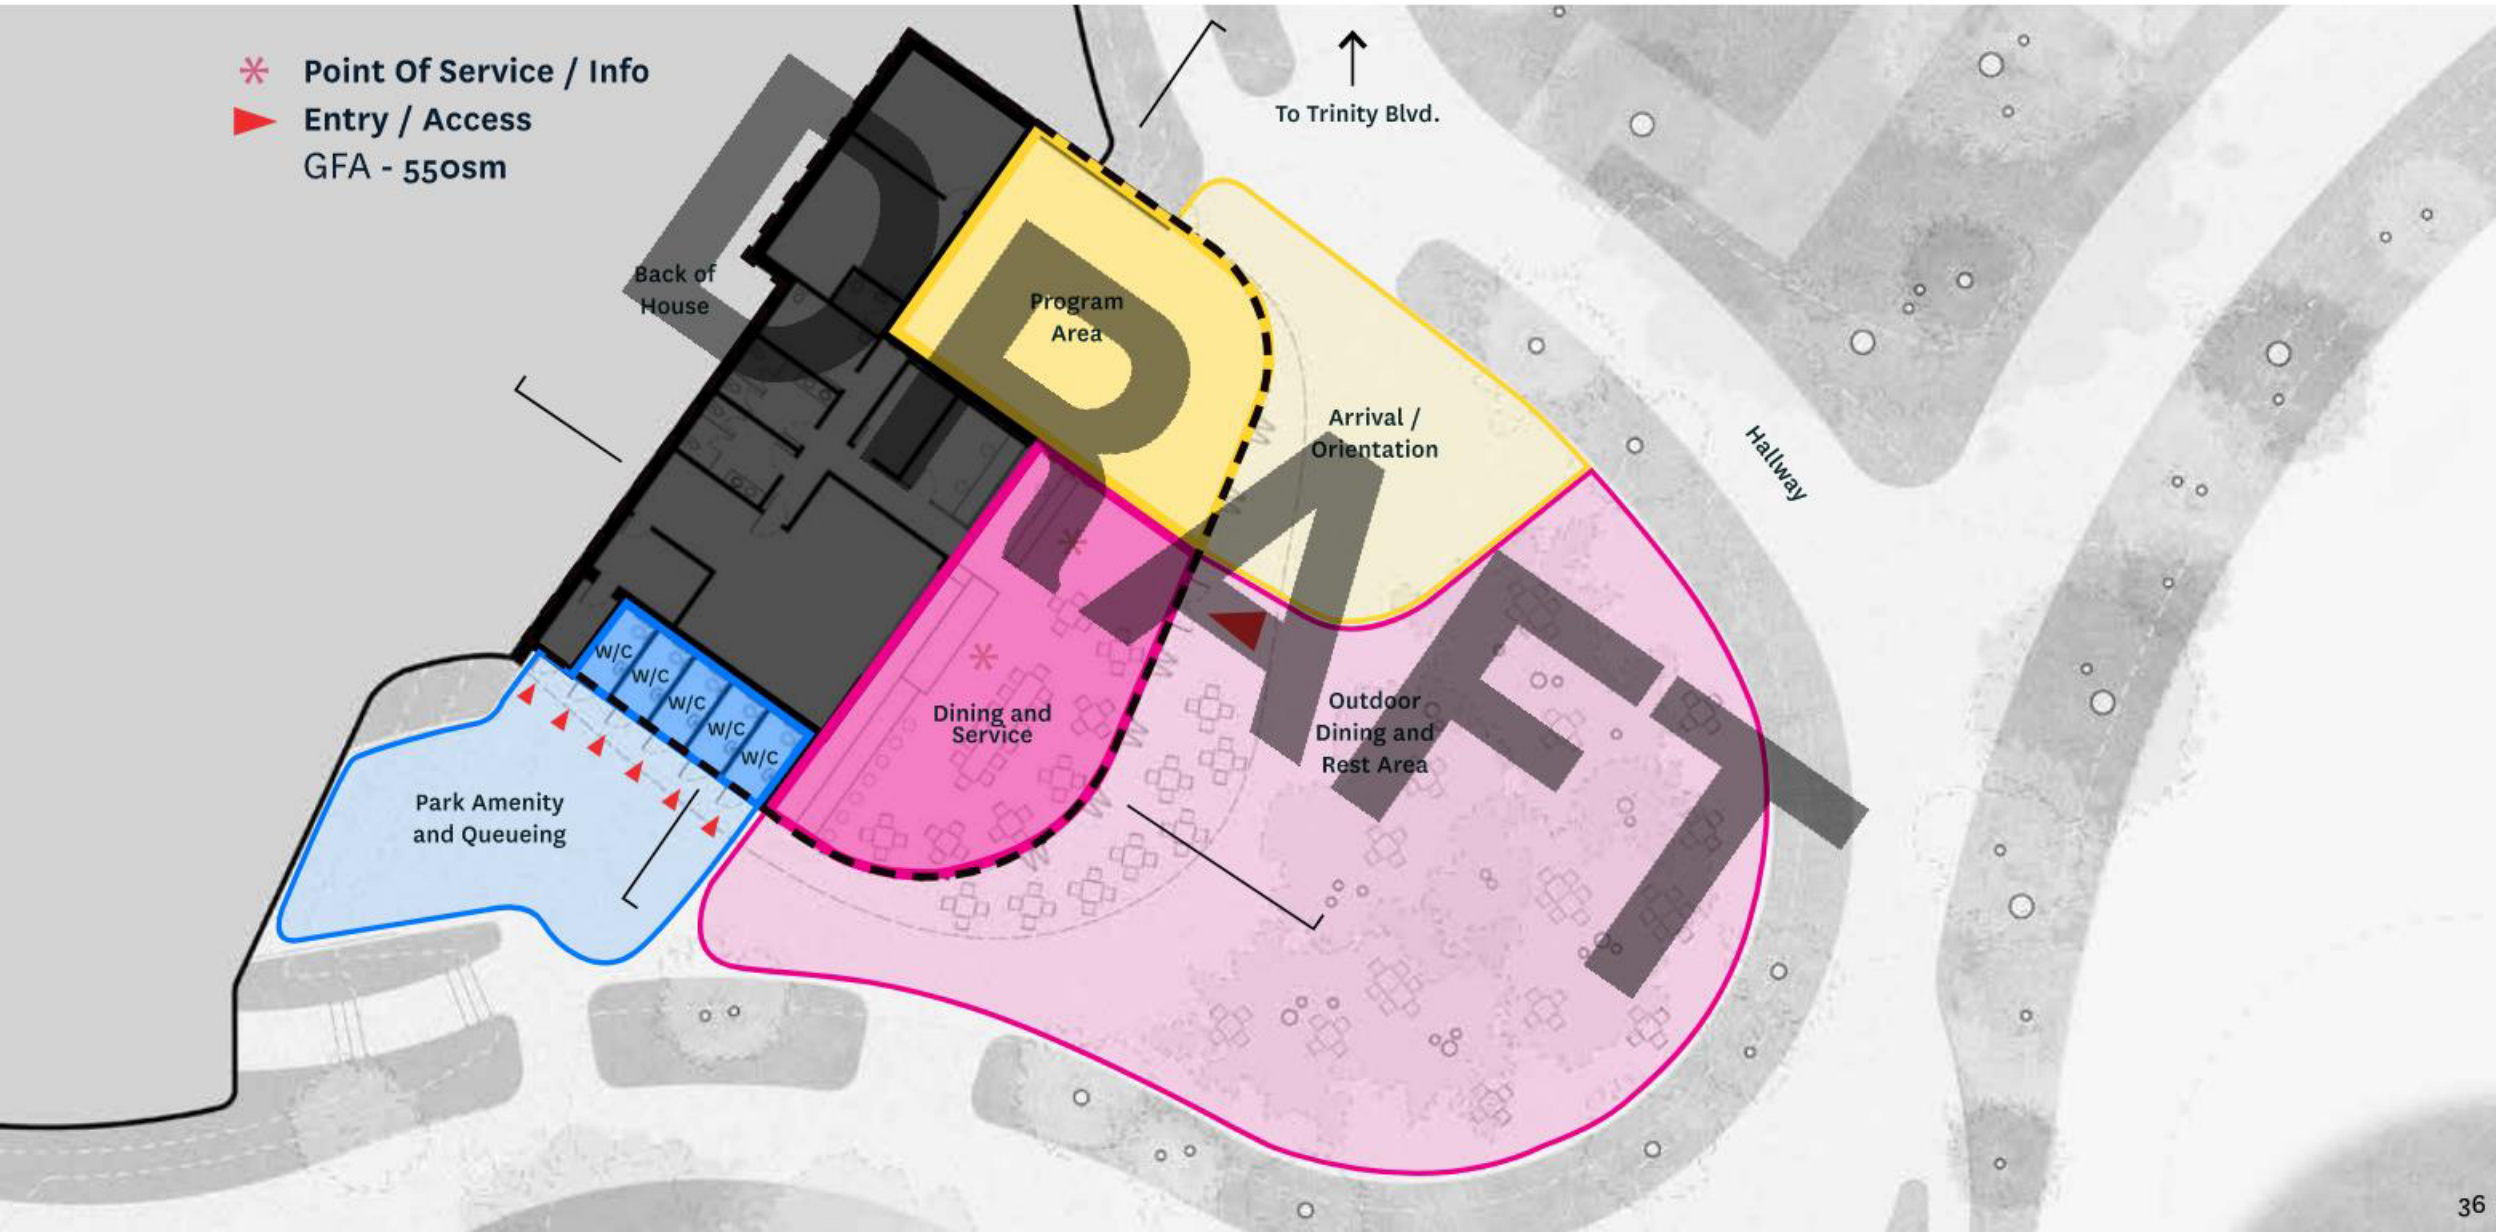 Point Of Service / Info
Entry / Access
GFA - 550sm
To Trinity Blvd.
Back of
House
Program
Area
Arrival /
Orientation
Hallway
W/C
W/C
W/C
W/C
W/C
Dining and
Service
Outdoor
Dining and
Rest Area
Park Amenity
and Queueing
DRAFT
36